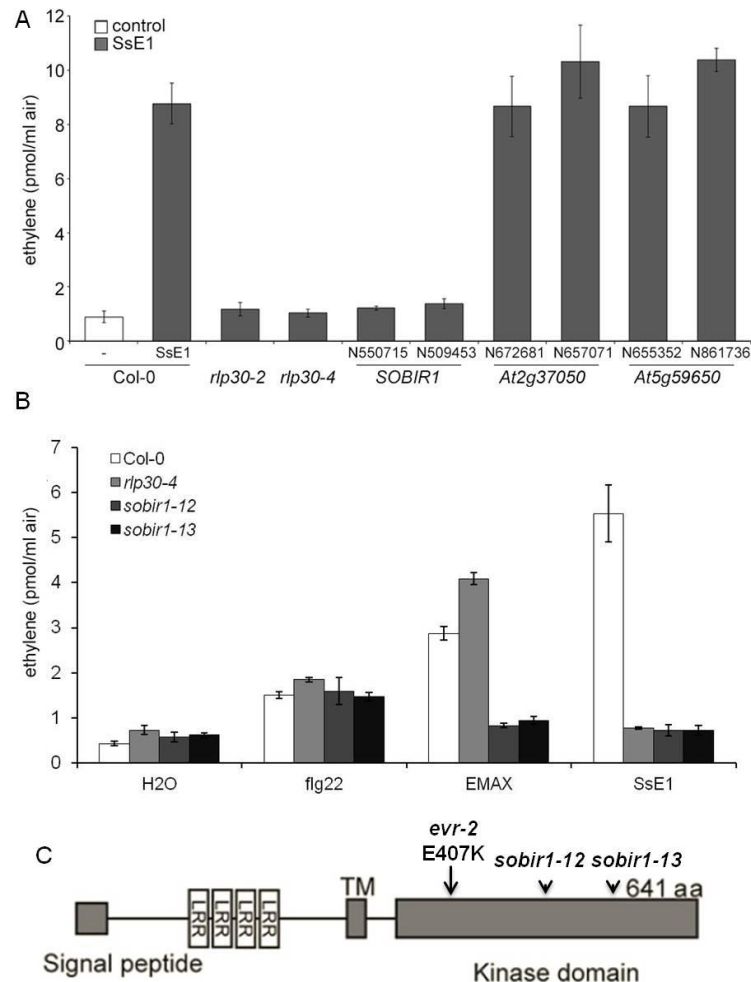 A
control
SsE1
ethylene (pmol/ml air)
12
10
8
6
4
2
0
- SsE1 N550715 N509453 N672681 N657071 N655352 N861736
Col-0 rlp30-2 rlp30-4 SOBIR1 At2g37050 At5g59650
B
Col-0
rlp30-4
sobir1-12
sobir1-13
ethylene (pmol/ml air)
7
6
5
4
3
2
1
0
H2O flg22 EMAX SsE1
C
evr-2
E407K sobir1-12 sobir1-13
TM 641 aa
LRR LRR LRR LRR
Signal peptide Kinase domain